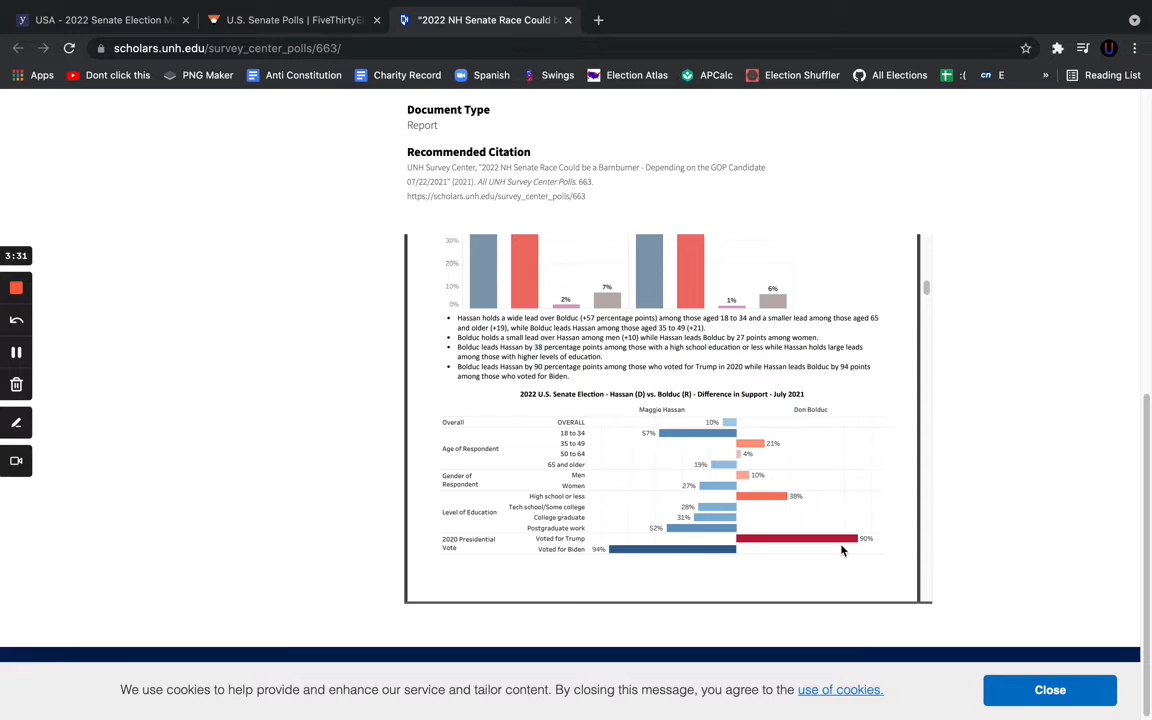 USA - 2022 Senate Election M
U.S. Senate Polls | FiveThirtyEi
"2022 NH Senate Race Could b
scholars.unh.edu/survey_center_polls/663/
Apps
Dont click this
PNG Maker
Anti Constitution
Charity Record
Spanish
Swings
Election Atlas
APCalc
Election Shuffler
All Elections
:(
cn E
»
Reading List
Document Type
Report
Recommended Citation
UNH Survey Center, "2022 NH Senate Race Could be a Barnburner - Depending on the GOP Candidate
07/22/2021" (2021). All UNH Survey Center Polls. 663.
https://scholars.unh.edu/survey_center_polls/663
3:31
30%
20%
10%
0%
2%
7%
1%
6%
• Hassan holds a wide lead over Bolduc (+57 percentage points) among those aged 18 to 34 and a smaller lead among those aged 65
and older (+19), while Bolduc leads Hassan among those aged 35 to 49 (+21).
• Bolduc holds a small lead over Hassan among men (+10) while Hassan leads Bolduc by 27 points among women.
• Bolduc leads Hassan by 38 percentage points among those with a high school education or less while Hassan holds large leads
among those with higher levels of education.
• Bolduc leads Hassan by 90 percentage points among those who voted for Trump in 2020 while Hassan leads Bolduc by 94 points
among those who voted for Biden.
2022 U.S. Senate Election - Hassan (D) vs. Bolduc (R) - Difference in Support - July 2021
Maggie Hassan Don Bolduc
Overall OVERALL 10%
18 to 34 57%
Age of Respondent
35 to 49 21%
50 to 64 4%
65 and older 19%
Gender of
Respondent
Men 10%
Women 27%
High school or less 38%
Level of Education
Tech school/Some college 28%
College graduate 31%
Postgraduate work 52%
2020 Presidential
Vote
Voted for Trump 90%
Voted for Biden 94%
We use cookies to help provide and enhance our service and tailor content. By closing this message, you agree to the use of cookies.
Close